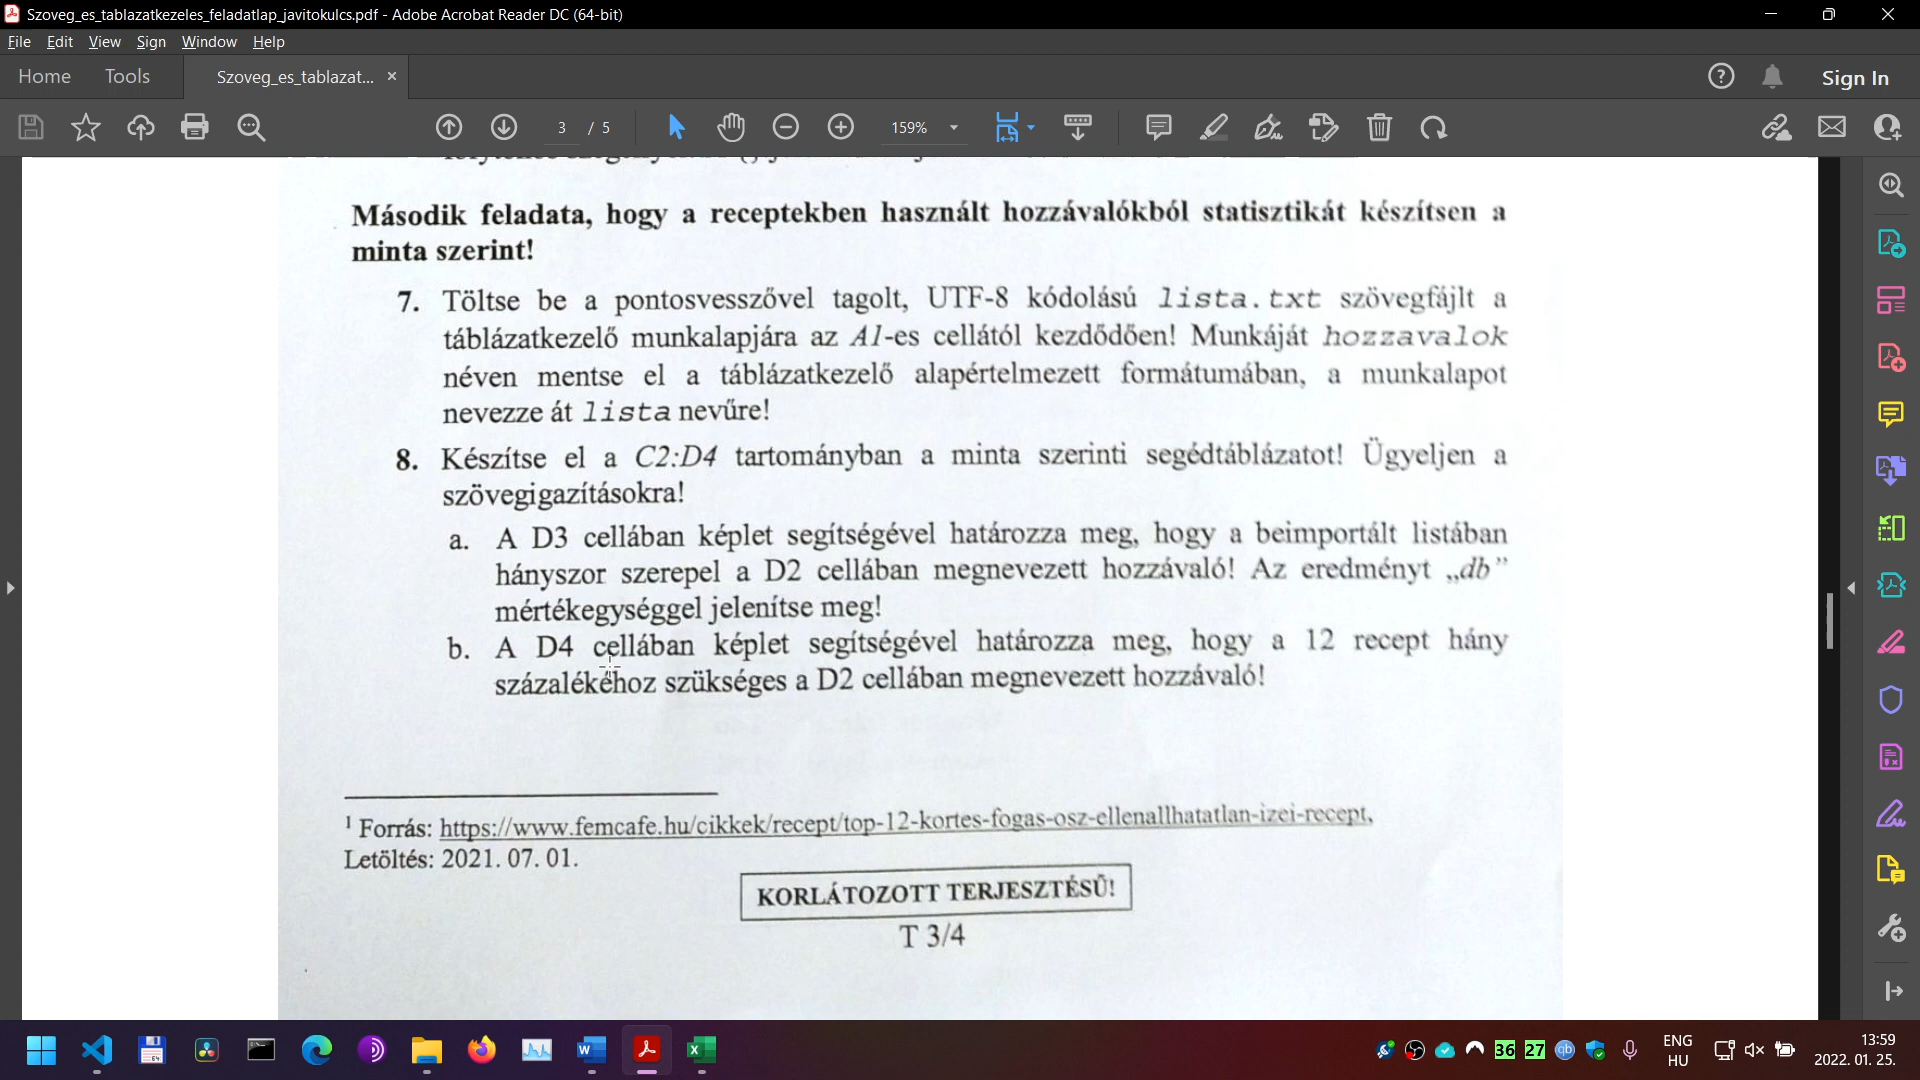 Szoveg_es_tablazatkezeles_feladatlap_javitokulcs.pdf - Adobe Acrobat Reader DC (64-bit)
File Edit View Sign Window Help
Home Tools Szoveg_es_tablazat... Sign In
3 / 5 159%
Második feladata, hogy a receptekben használt hozzávalókból statisztikát készítsen a
minta szerint!
7. Töltse be a pontosvesszővel tagolt, UTF-8 kódolású lista.txt szövegfájlt a
táblázatkezelő munkalapjára az A1-es cellától kezdődően! Munkáját hozzavalok
néven mentse el a táblázatkezelő alapértelmezett formátumában, a munkalapot
nevezze át lista nevűre!
8. Készítse el a C2:D4 tartományban a minta szerinti segédtáblázatot! Ügyeljen a
szövegigazításokra!
a. A D3 cellában képlet segítségével határozza meg, hogy a beimportált listában
hányszor szerepel a D2 cellában megnevezett hozzávaló! Az eredményt „db”
mértékegységgel jelenítse meg!
b. A D4 cellában képlet segítségével határozza meg, hogy a 12 recept hány
százalékéhoz szükséges a D2 cellában megnevezett hozzávaló!
1 Forrás: https://www.femcafe.hu/cikkek/recept/top-12-kortes-fogas-osz-ellenallhatatlan-izei-recept,
Letöltés: 2021. 07. 01.
KORLÁTOZOTT TERJESZTÉSŰ!
T 3/4
36 27 qb ENG 13:59
HU 2022. 01. 25.